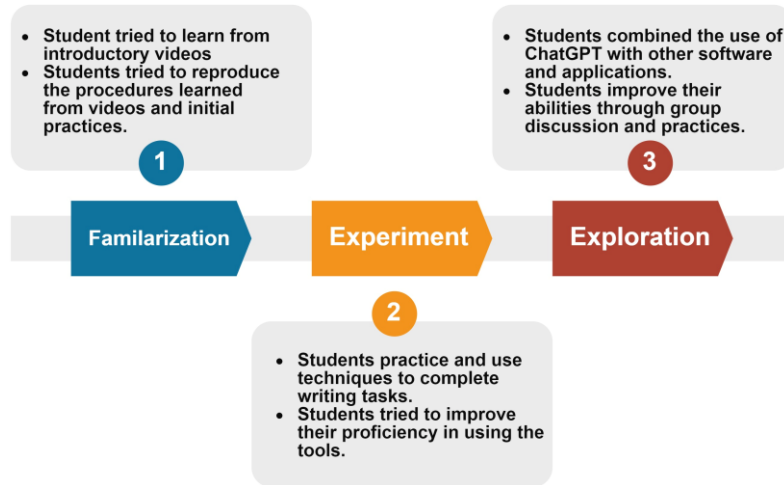 • Student tried to learn from
introductory videos
• Students tried to reproduce
the procedures learned
from videos and initial
practices.
1
Familarization
Experiment
2
• Students practice and use
techniques to complete
writing tasks.
• Students tried to improve
their proficiency in using the
tools.
• Students combined the use of
ChatGPT with other software
and applications.
• Students improve their
abilities through group
discussion and practices.
3
Exploration